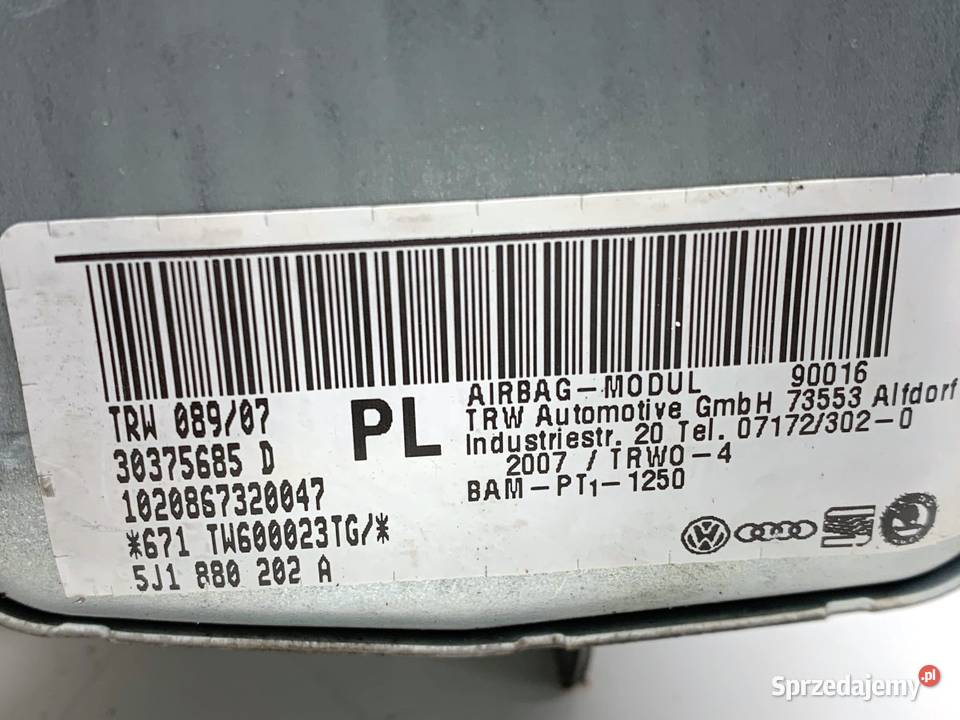 TRW 089/07
30375685 D
1020867320047
*671 TW600023TG/*
5J1 880 202 A
PL
AIRBAG-MODUL 90016
TRW Automotive GmbH 73553 Alfdorf
Industriestr. 20 Tel. 07172/302-0
2007 / TRWO-4
BAM-PT1-1250
Sprzedajemy.pl